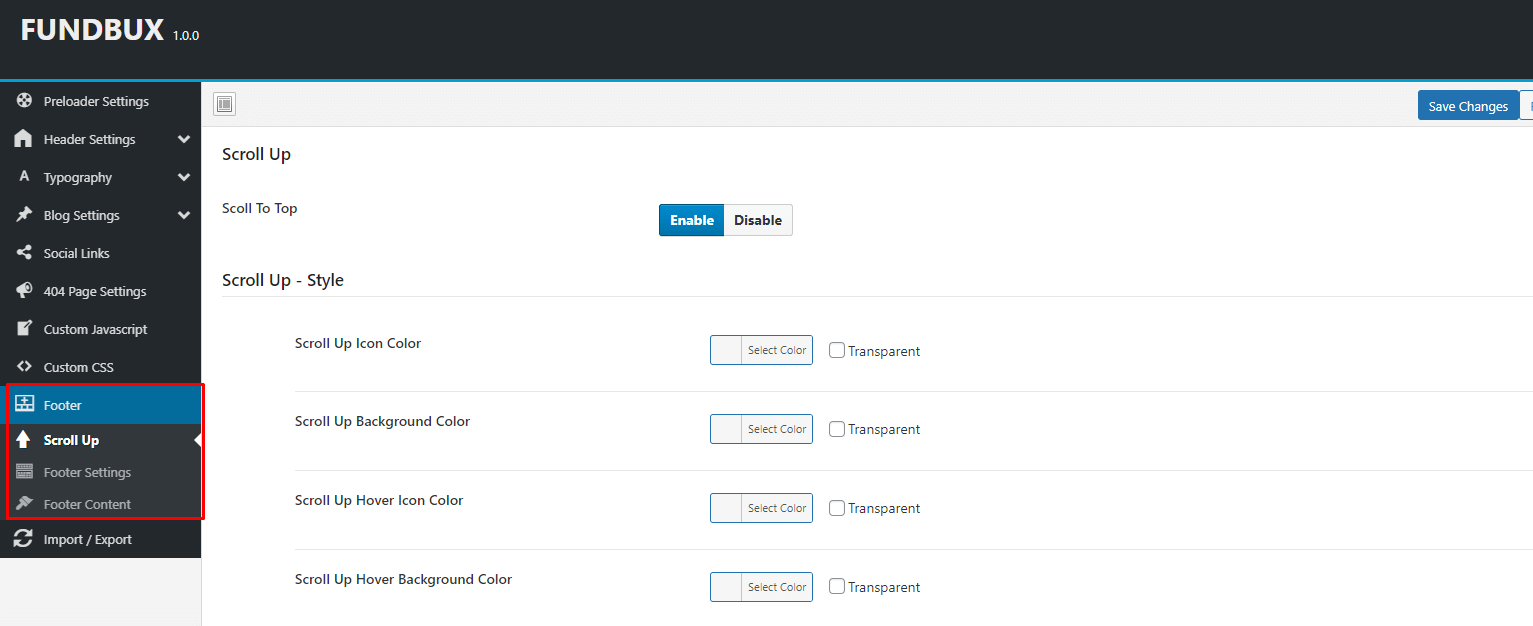 FUNDBUX 1.0.0
Preloader Settings
Header Settings
Typography
Blog Settings
Social Links
404 Page Settings
Custom Javascript
Custom CSS
Footer
Scroll Up
Footer Settings
Footer Content
Import / Export
Save Changes
Scroll Up
Scoll To Top
Enable Disable
Scroll Up - Style
Scroll Up Icon Color Select Color Transparent
Scroll Up Background Color Select Color Transparent
Scroll Up Hover Icon Color Select Color Transparent
Scroll Up Hover Background Color Select Color Transparent